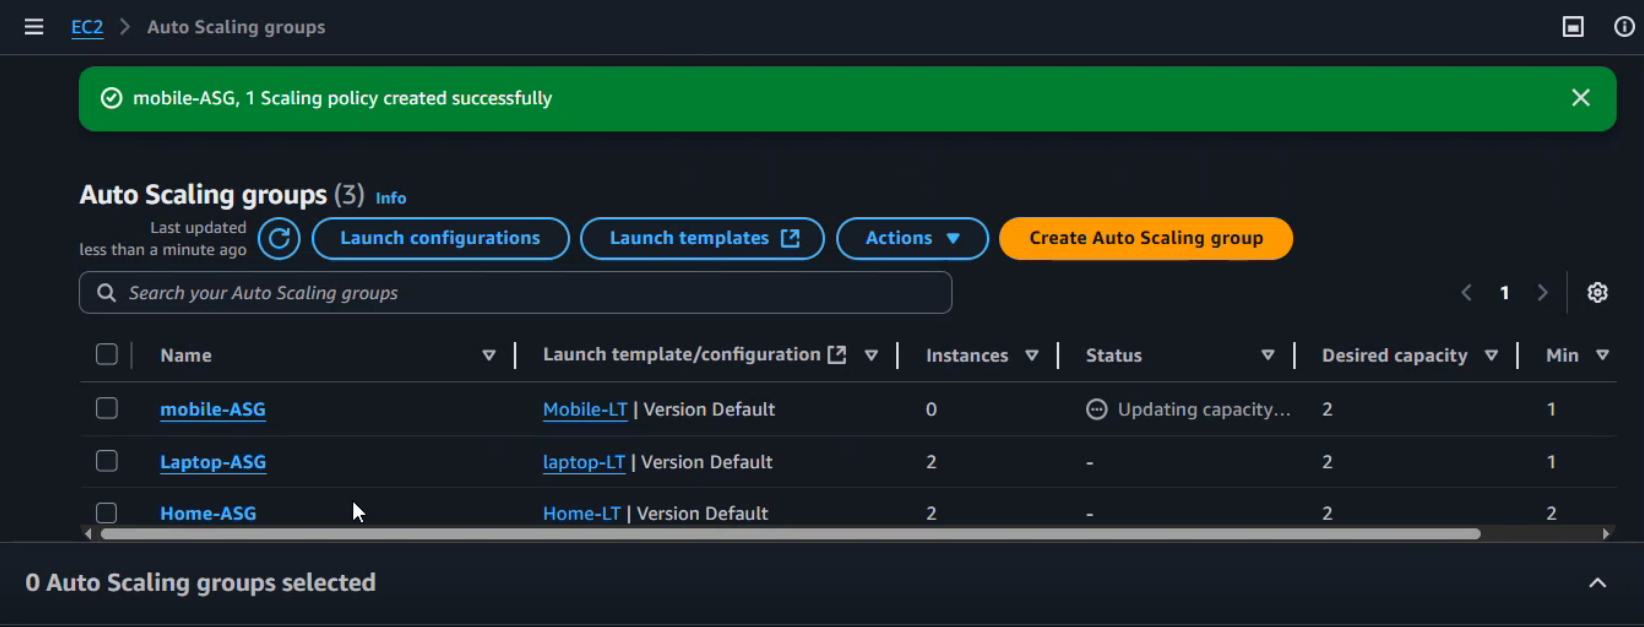 EC2 > Auto Scaling groups
mobile-ASG, 1 Scaling policy created successfully
Auto Scaling groups (3) Info
Last updated
less than a minute ago
Launch configurations
Launch templates
Actions
Create Auto Scaling group
Search your Auto Scaling groups
1
Name Launch template/configuration Instances Status Desired capacity Min
mobile-ASG Mobile-LT | Version Default 0 Updating capacity... 2 1
Laptop-ASG laptop-LT | Version Default 2 - 2 1
Home-ASG Home-LT | Version Default 2 - 2 2
0 Auto Scaling groups selected